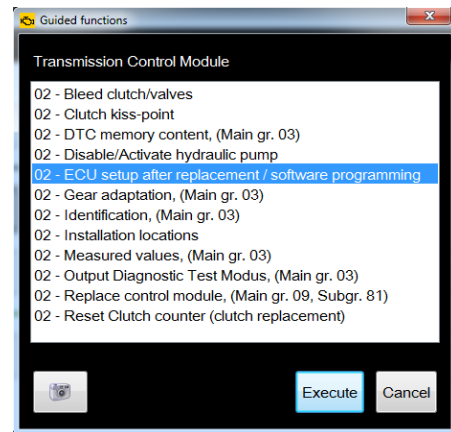 Guided functions
Transmission Control Module
02 - Bleed clutch/valves
02 - Clutch kiss-point
02 - DTC memory content, (Main gr. 03)
02 - Disable/Activate hydraulic pump
02 - ECU setup after replacement / software programming
02 - Gear adaptation, (Main gr. 03)
02 - Identification, (Main gr. 03)
02 - Installation locations
02 - Measured values, (Main gr. 03)
02 - Output Diagnostic Test Modus, (Main gr. 03)
02 - Replace control module, (Main gr. 09, Subgr. 81)
02 - Reset Clutch counter (clutch replacement)
Execute Cancel